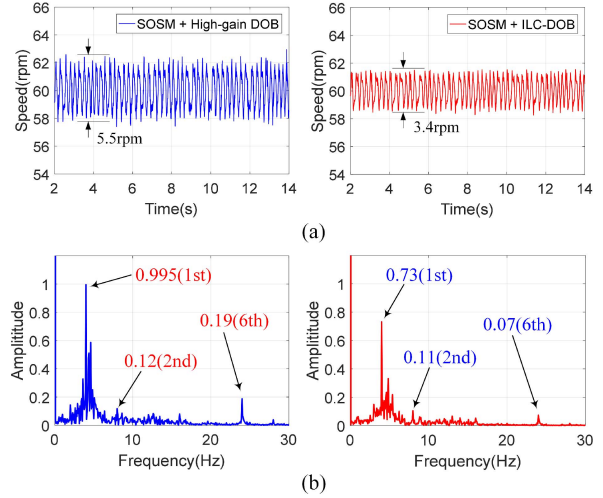 SOSM + High-gain DOB
Speed(rpm)
66
64
62
60
58
56
54
5.5rpm
2 4 6 8 10 12 14
Time(s)
SOSM + ILC-DOB
Speed(rpm)
66
64
62
60
58
56
54
3.4rpm
2 4 6 8 10 12 14
Time(s)
(a)
Amplititude
1
0.8
0.6
0.4
0.2
0
0.995(1st)
0.19(6th)
0.12(2nd)
0 10 20 30
Frequency(Hz)
Amplititude
1
0.8
0.6
0.4
0.2
0
0.73(1st)
0.07(6th)
0.11(2nd)
0 10 20 30
Frequency(Hz)
(b)